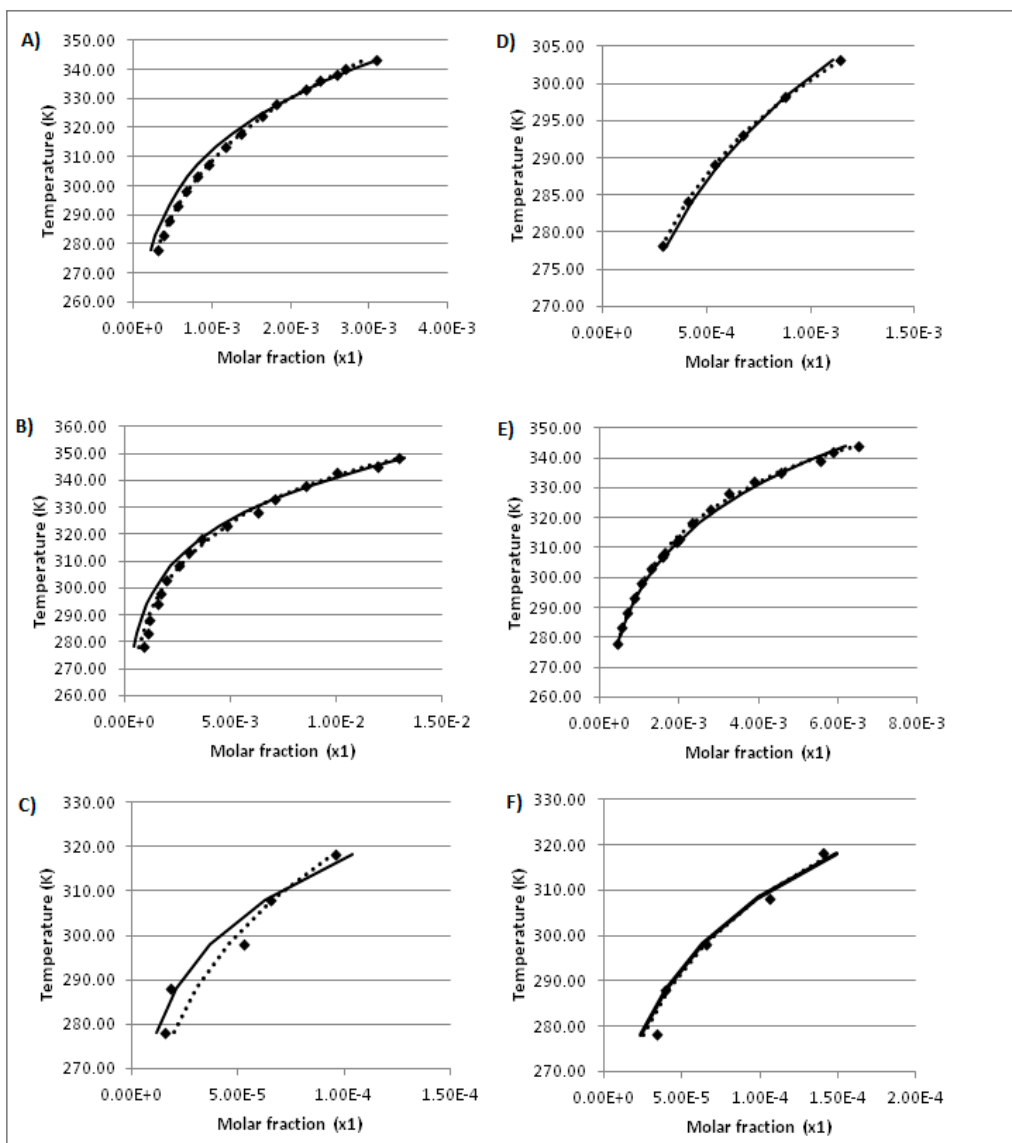 A)
350.00
340.00
330.00
320.00
310.00
300.00
290.00
280.00
270.00
260.00
Temperature (K)
0.00E+0 1.00E-3 2.00E-3 3.00E-3 4.00E-3
Molar fraction (x1)
D)
305.00
300.00
295.00
290.00
285.00
280.00
275.00
270.00
Temperature (K)
0.00E+0 5.00E-4 1.00E-3 1.50E-3
Molar fraction (x1)
B)
360.00
350.00
340.00
330.00
320.00
310.00
300.00
290.00
280.00
270.00
260.00
Temperature (K)
0.00E+0 5.00E-3 1.00E-2 1.50E-2
Molar fraction (x1)
E)
350.00
340.00
330.00
320.00
310.00
300.00
290.00
280.00
270.00
260.00
Temperature (K)
0.00E+0 2.00E-3 4.00E-3 6.00E-3 8.00E-3
Molar fraction (x1)
C)
330.00
320.00
310.00
300.00
290.00
280.00
270.00
Temperature (K)
0.00E+0 5.00E-5 1.00E-4 1.50E-4
Molar fraction (x1)
F)
330.00
320.00
310.00
300.00
290.00
280.00
270.00
Temperature (K)
0.00E+0 5.00E-5 1.00E-4 1.50E-4 2.00E-4
Molar fraction (x1)